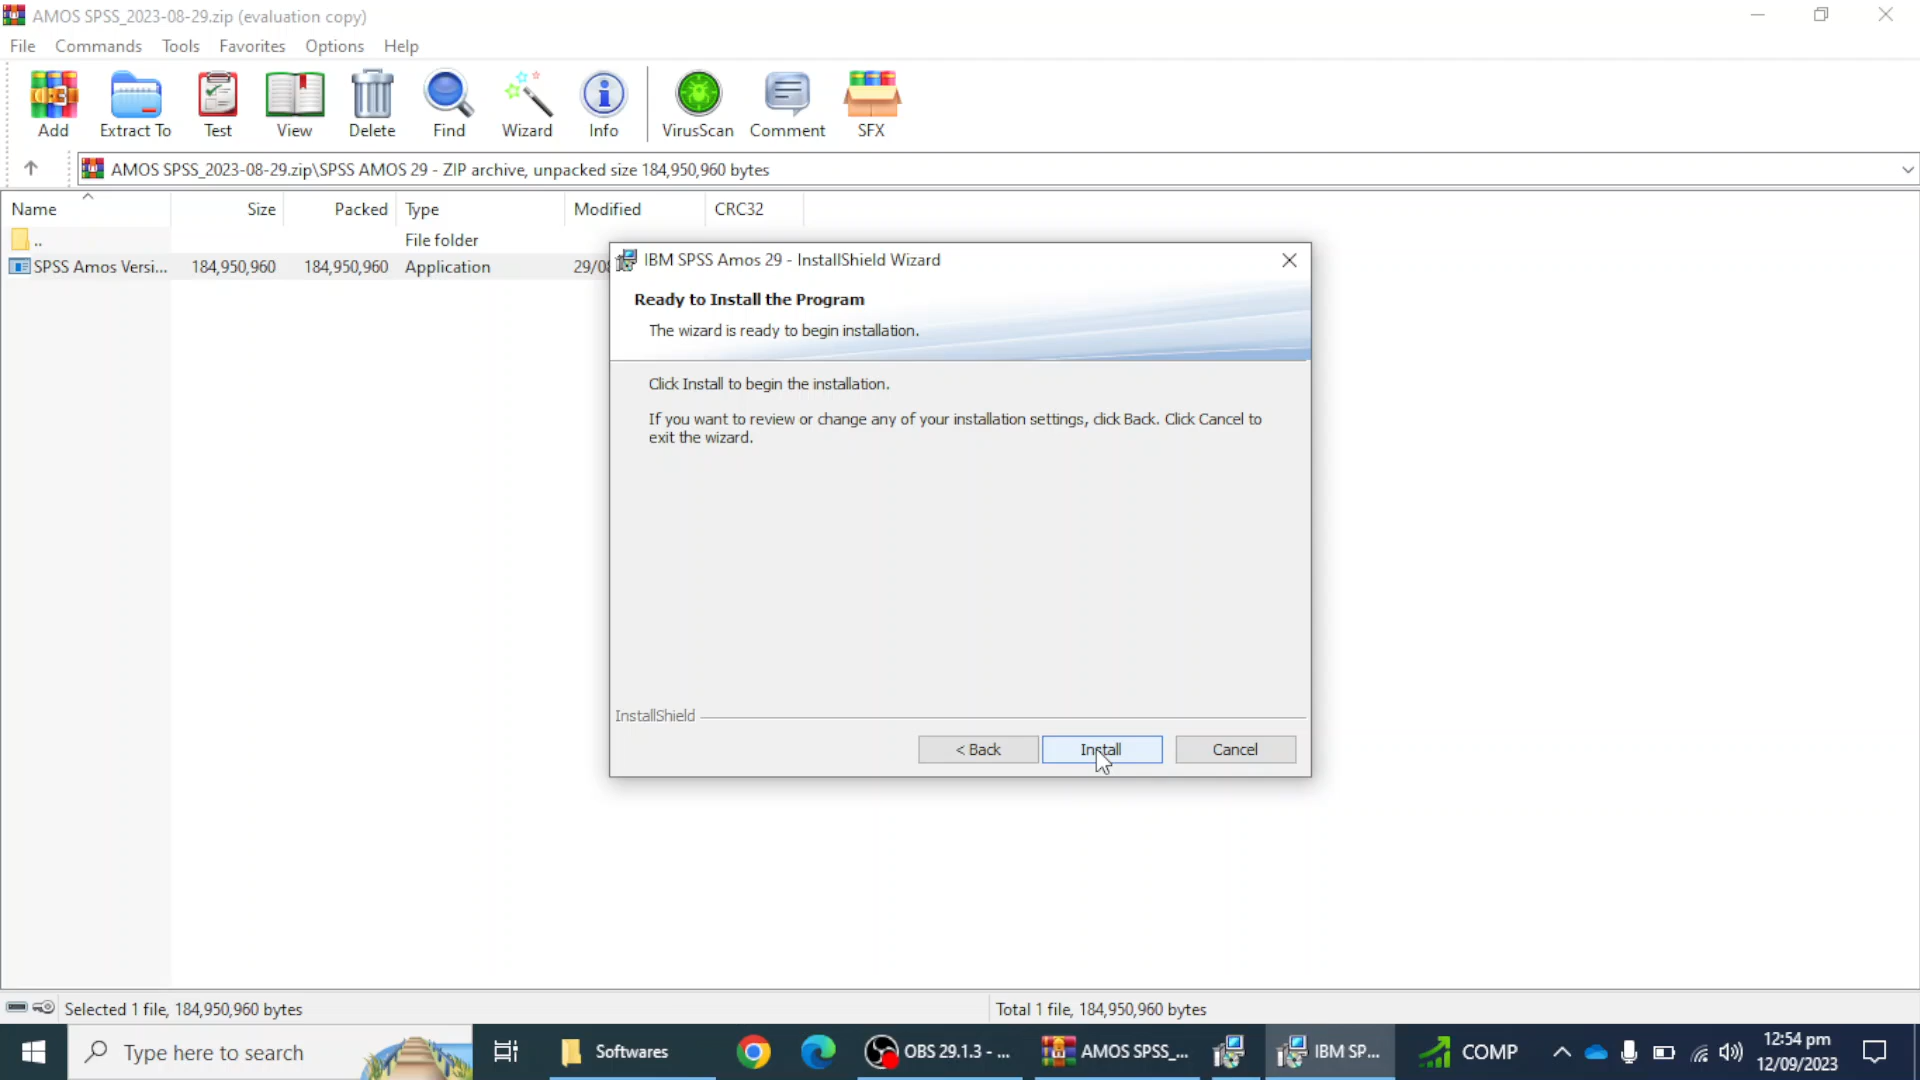 AMOS SPSS_2023-08-29.zip (evaluation copy)
File Commands Tools Favorites Options Help
Add Extract To Test View Delete Find Wizard Info VirusScan Comment SFX
AMOS SPSS_2023-08-29.zip\SPSS AMOS 29 - ZIP archive, unpacked size 184,950,960 bytes
Name Size Packed Type Modified CRC32
.. File folder
SPSS Amos Versi... 184,950,960 184,950,960 Application 29/08
IBM SPSS Amos 29 - InstallShield Wizard
Ready to Install the Program
The wizard is ready to begin installation.
Click Install to begin the installation.
If you want to review or change any of your installation settings, click Back. Click Cancel to
exit the wizard.
InstallShield
< Back Install Cancel
Selected 1 file, 184,950,960 bytes Total 1 file, 184,950,960 bytes
Type here to search Softwares OBS 29.1.3 - ... AMOS SPSS_... IBM SP... COMP 12:54 pm
12/09/2023